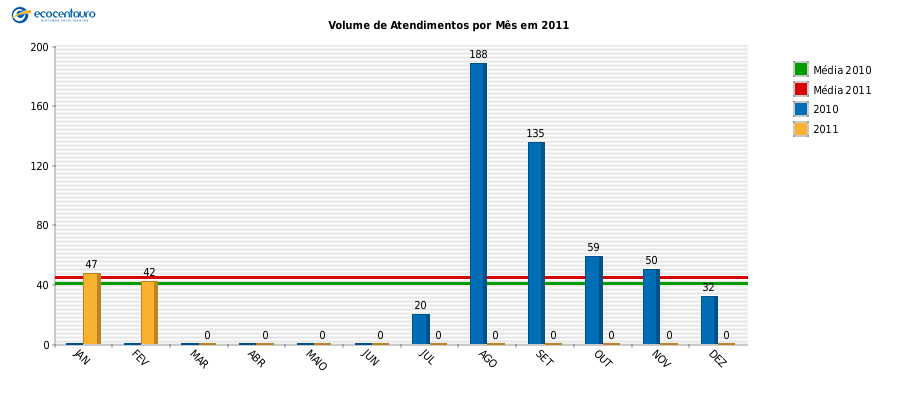 ecocentauro
Volume de Atendimentos por Mês em 2011
200
160
120
80
40
0
47
42
0
0
0
0
20
0
188
0
135
0
59
0
50
0
32
0
JAN
FEV
MAR
ABR
MAIO
JUN
JUL
AGO
SET
OUT
NOV
DEZ
Média 2010
Média 2011
2010
2011